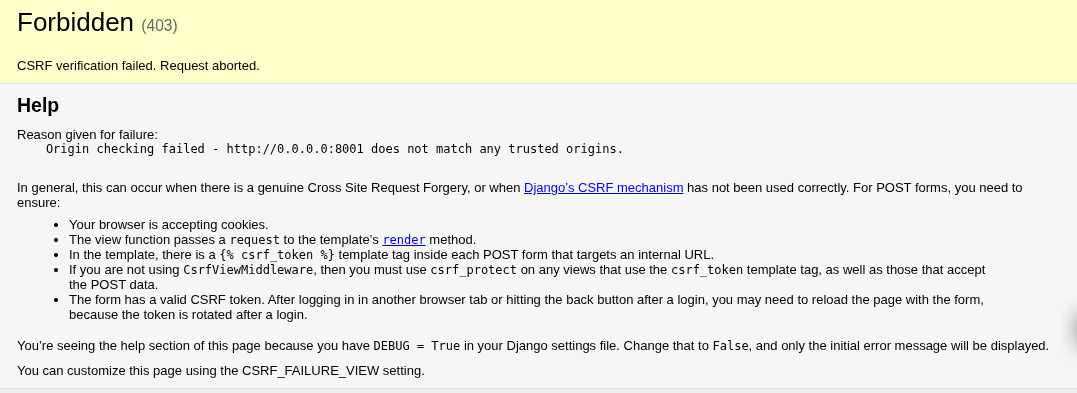 Forbidden (403)
CSRF verification failed. Request aborted.
Help
Reason given for failure:
Origin checking failed - http://0.0.0.0:8001 does not match any trusted origins.
In general, this can occur when there is a genuine Cross Site Request Forgery, or when Django’s CSRF mechanism has not been used correctly. For POST forms, you need to
ensure:
• Your browser is accepting cookies.
• The view function passes a request to the template’s render method.
• In the template, there is a {% csrf_token %} template tag inside each POST form that targets an internal URL.
• If you are not using CsrfViewMiddleware, then you must use csrf_protect on any views that use the csrf_token template tag, as well as those that accept
the POST data.
• The form has a valid CSRF token. After logging in in another browser tab or hitting the back button after a login, you may need to reload the page with the form,
because the token is rotated after a login.
You’re seeing the help section of this page because you have DEBUG = True in your Django settings file. Change that to False, and only the initial error message will be displayed.
You can customize this page using the CSRF_FAILURE_VIEW setting.